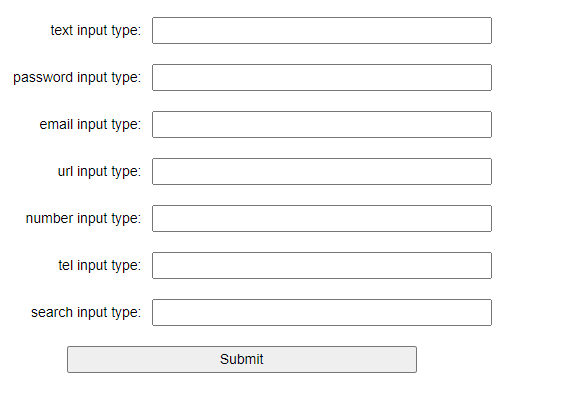 text input type:
password input type:
email input type:
url input type:
number input type:
tel input type:
search input type:
Submit